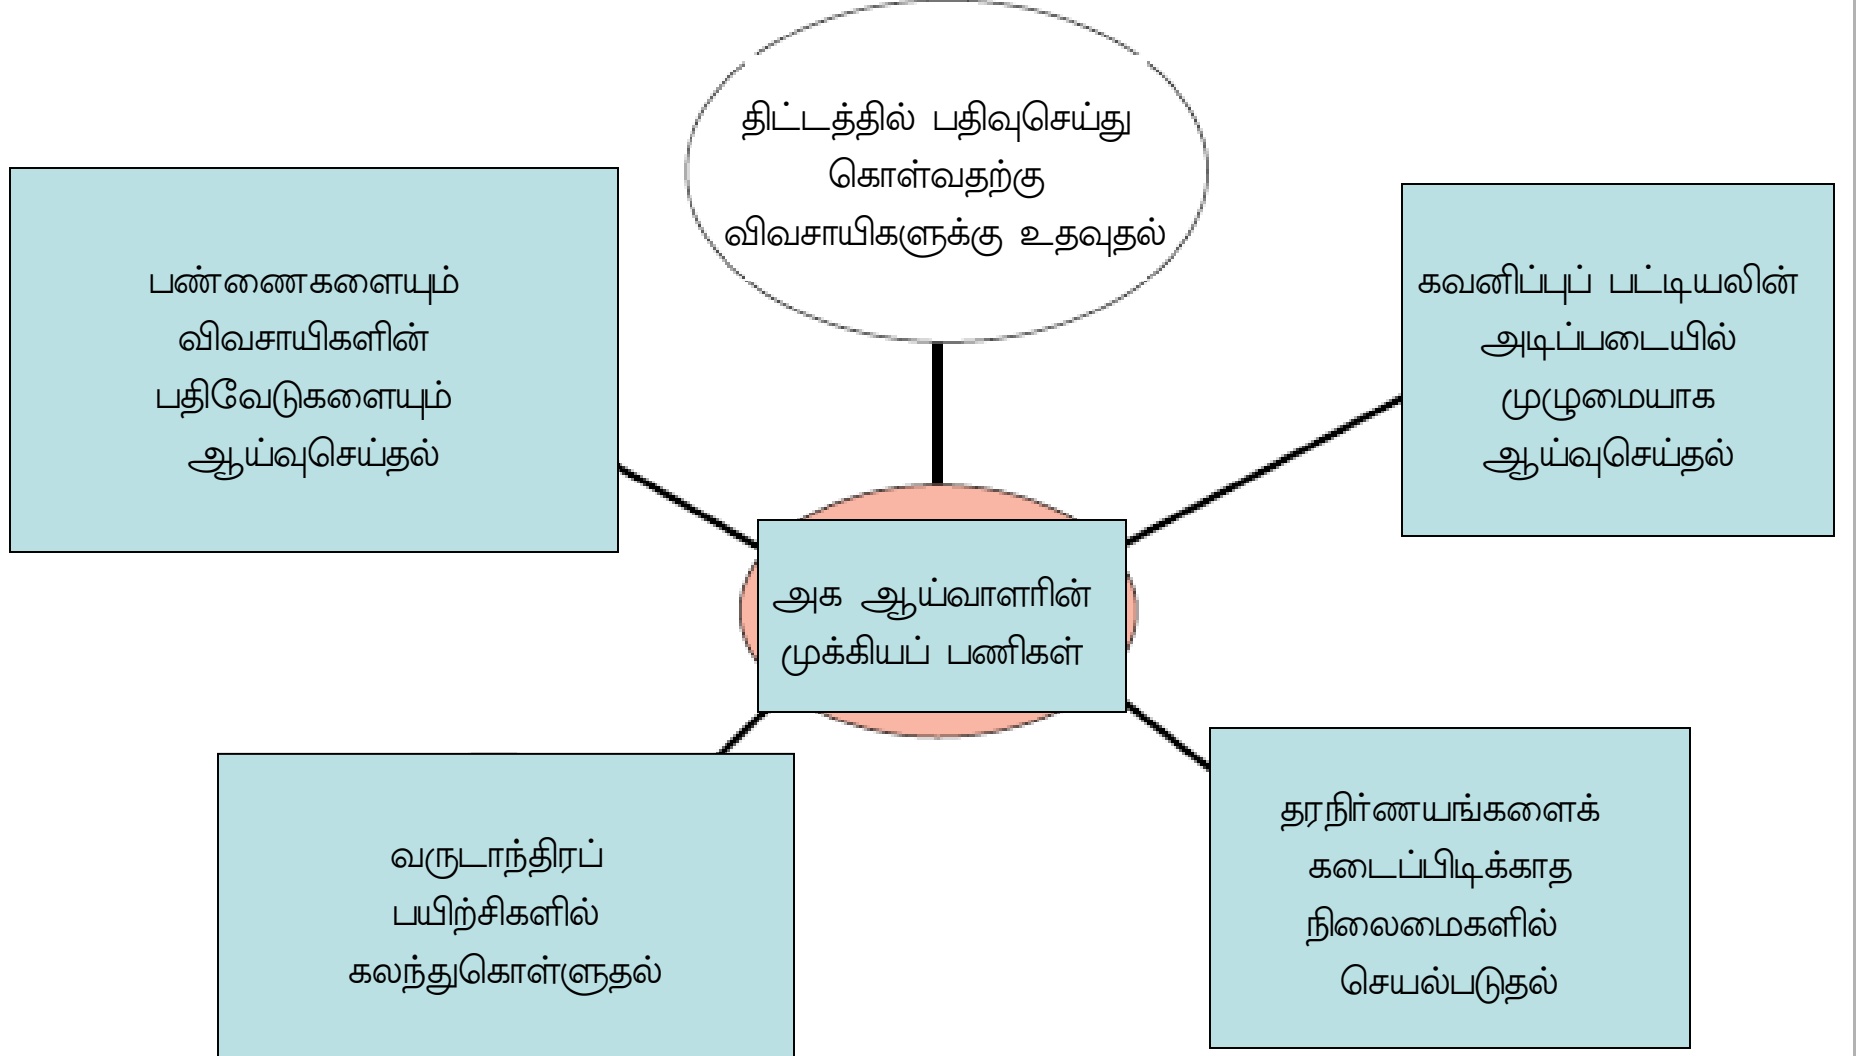 திட்டத்தில் பதிவுசெய்து
கொள்வதற்கு
விவசாயிகளுக்கு உதவுதல்
பண்ணைகளையும்
விவசாயிகளின்
பதிவேடுகளையும்
ஆய்வுசெய்தல்
கவனிப்புப் பட்டியலின்
அடிப்படையில்
முழுமையாக
ஆய்வுசெய்தல்
அக ஆய்வாளரின்
முக்கியப் பணிகள்
வருடாந்திரப்
பயிற்சிகளில்
கலந்துகொள்ளுதல்
தரநிர்ணயங்களைக்
கடைப்பிடிக்காத
நிலைமைகளில்
செயல்படுதல்